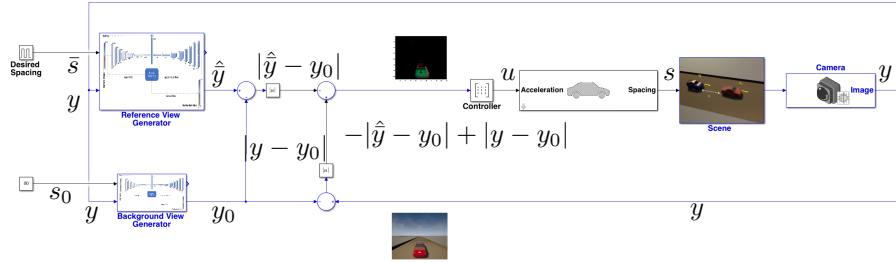 Desired
Spacing
s̄
y
Reference View
Generator
ŷ̄
|ŷ̄ − y₀|
|u|
Controller
u
Acceleration
Spacing
s
Scene
Camera
Image
y
|y − y₀|
−|ŷ̄ − y₀| + |y − y₀|
|u|
s₀
y
Background View
Generator
y₀
y